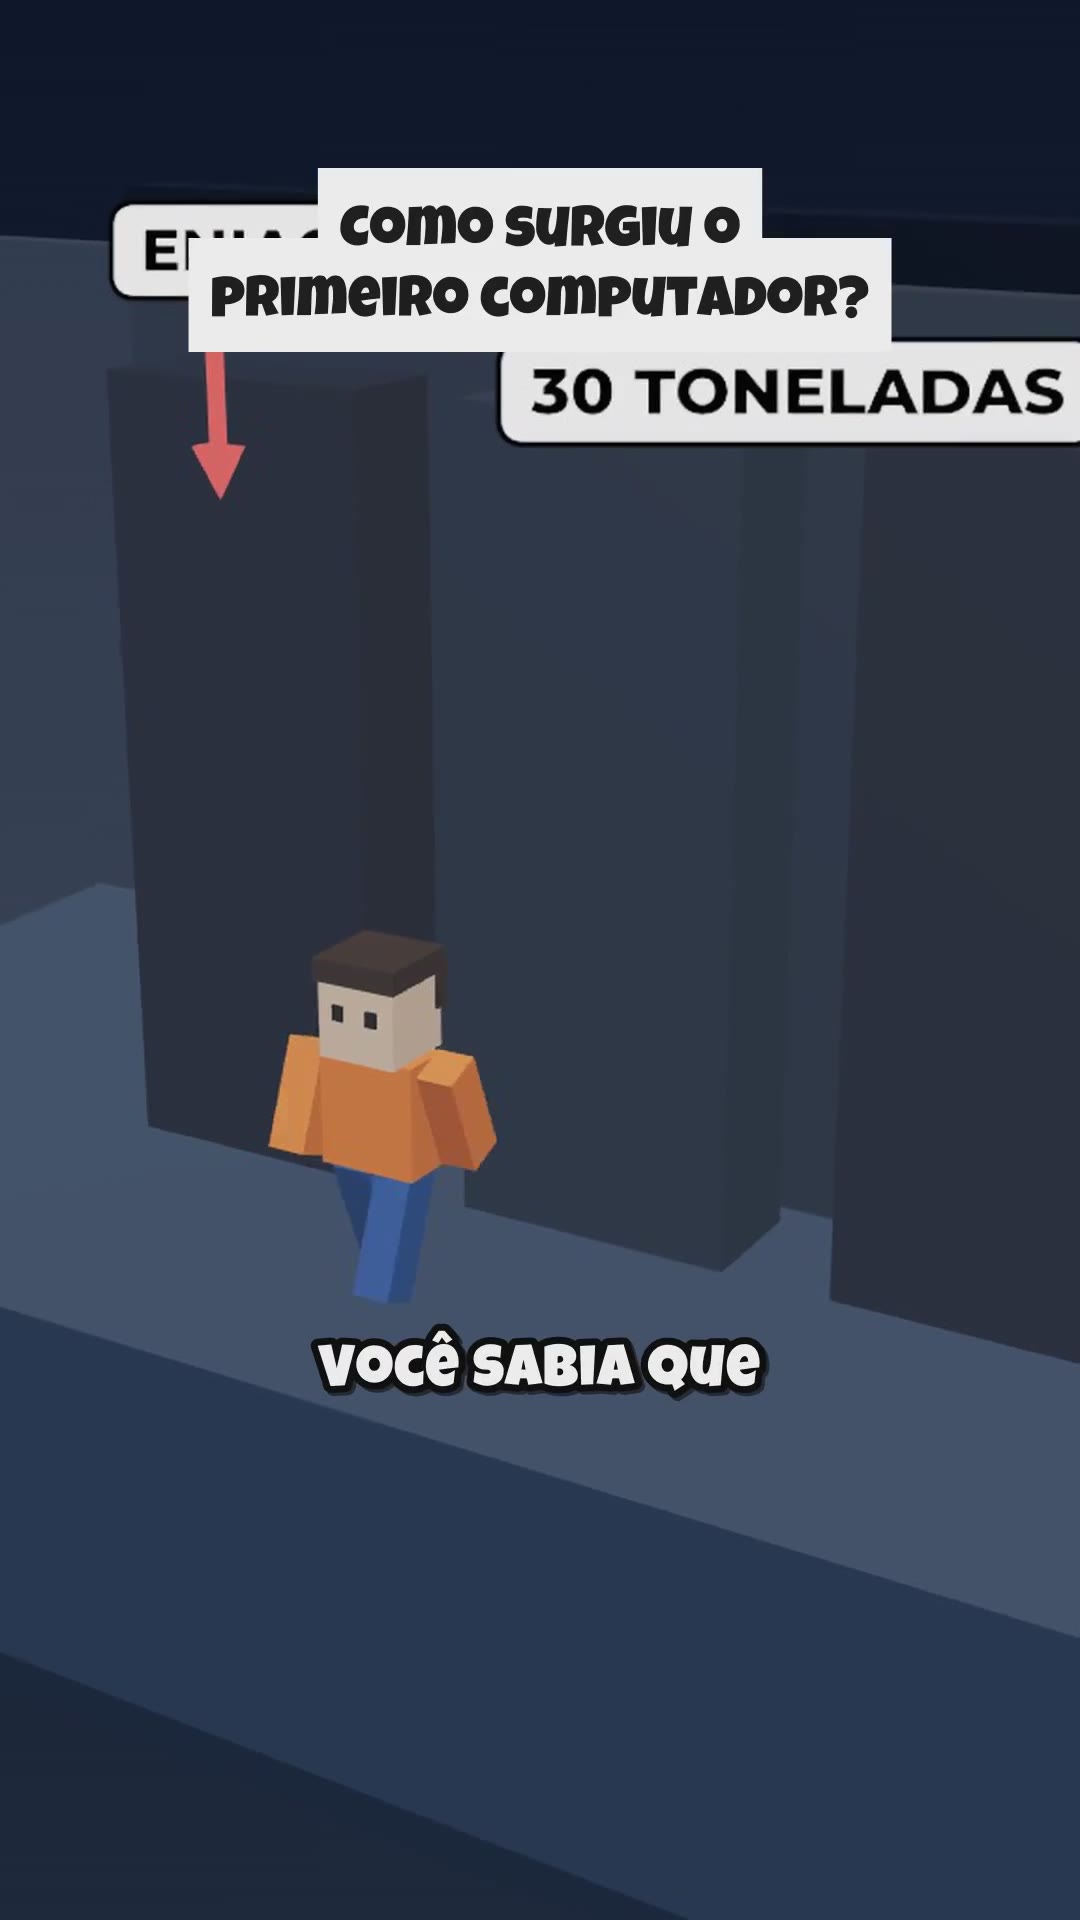 COMO SURGIU O
PRIMEIRO COMPUTADOR?
30 TONELADAS
VOCÊ SABIA QUE